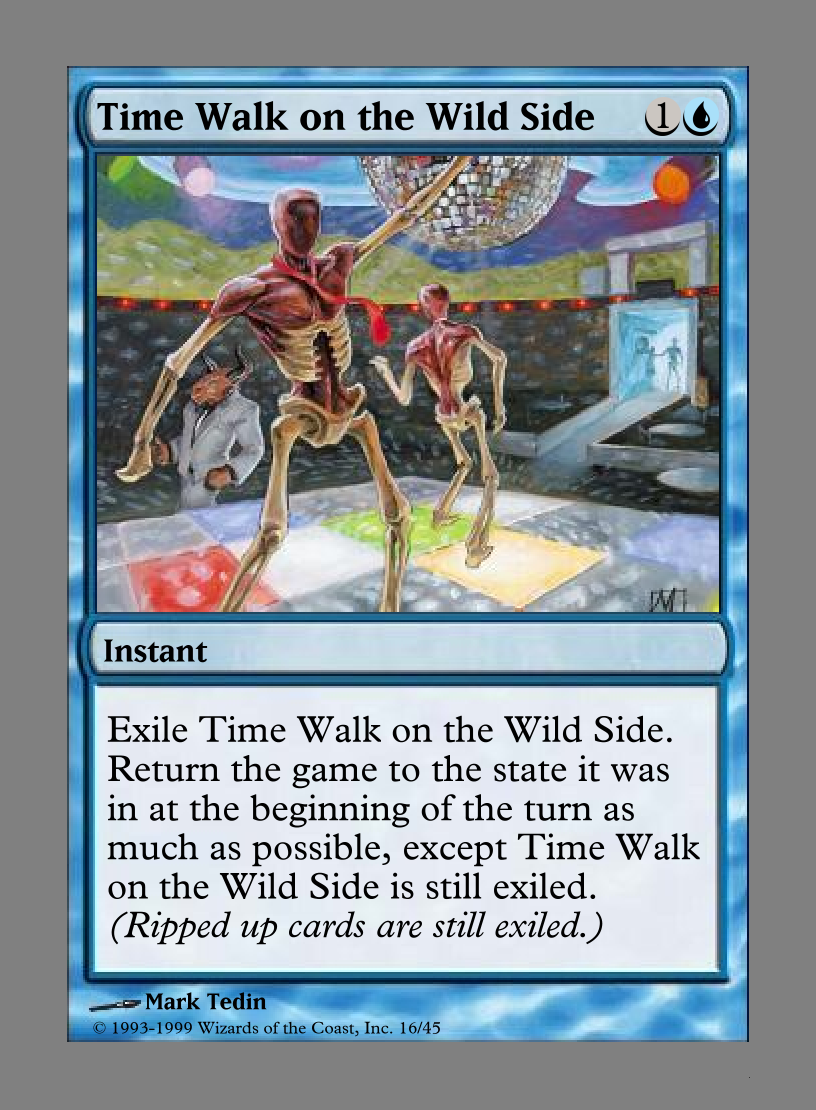 Time Walk on the Wild Side 1
Instant
Exile Time Walk on the Wild Side.
Return the game to the state it was
in at the beginning of the turn as
much as possible, except Time Walk
on the Wild Side is still exiled.
(Ripped up cards are still exiled.)
Mark Tedin
© 1993-1999 Wizards of the Coast, Inc. 16/45